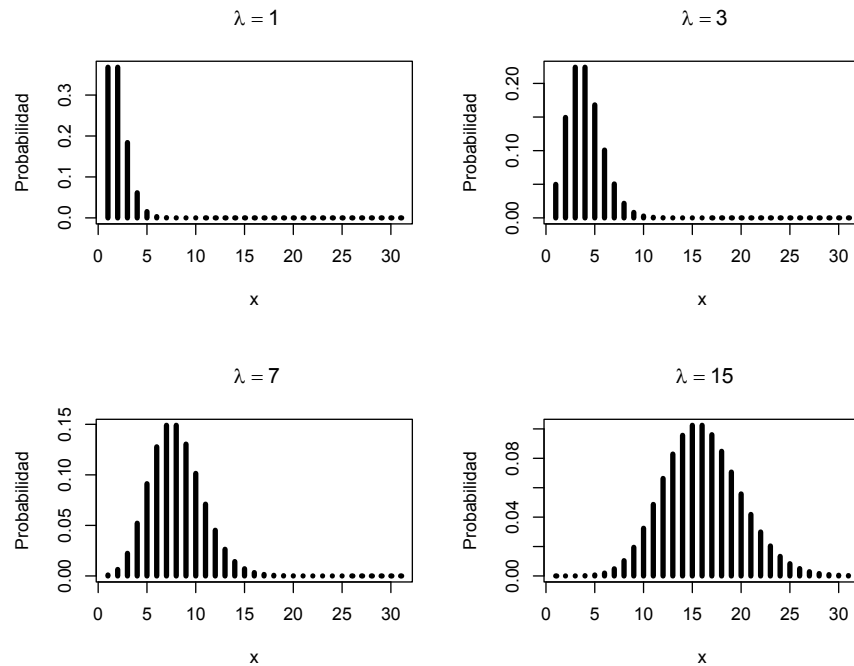 λ = 1
Probabilidad
0.0 0.1 0.2 0.3
0 5 10 15 20 25 30
x
λ = 3
Probabilidad
0.00 0.10 0.20
0 5 10 15 20 25 30
x
λ = 7
Probabilidad
0.00 0.05 0.10 0.15
0 5 10 15 20 25 30
x
λ = 15
Probabilidad
0.00 0.04 0.08
0 5 10 15 20 25 30
x